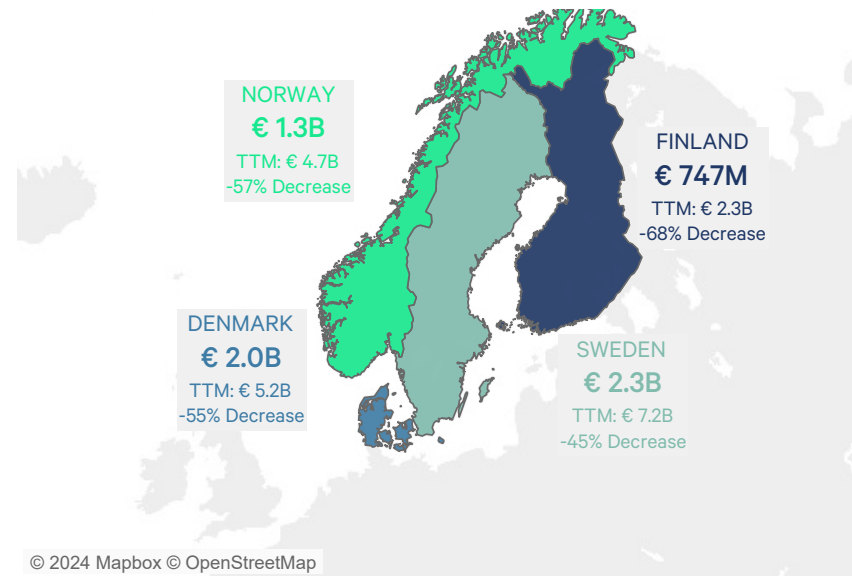 NORWAY
€ 1.3B
TTM: € 4.7B
-57% Decrease
FINLAND
€ 747M
TTM: € 2.3B
-68% Decrease
DENMARK
€ 2.0B
TTM: € 5.2B
-55% Decrease
SWEDEN
€ 2.3B
TTM: € 7.2B
-45% Decrease
© 2024 Mapbox © OpenStreetMap